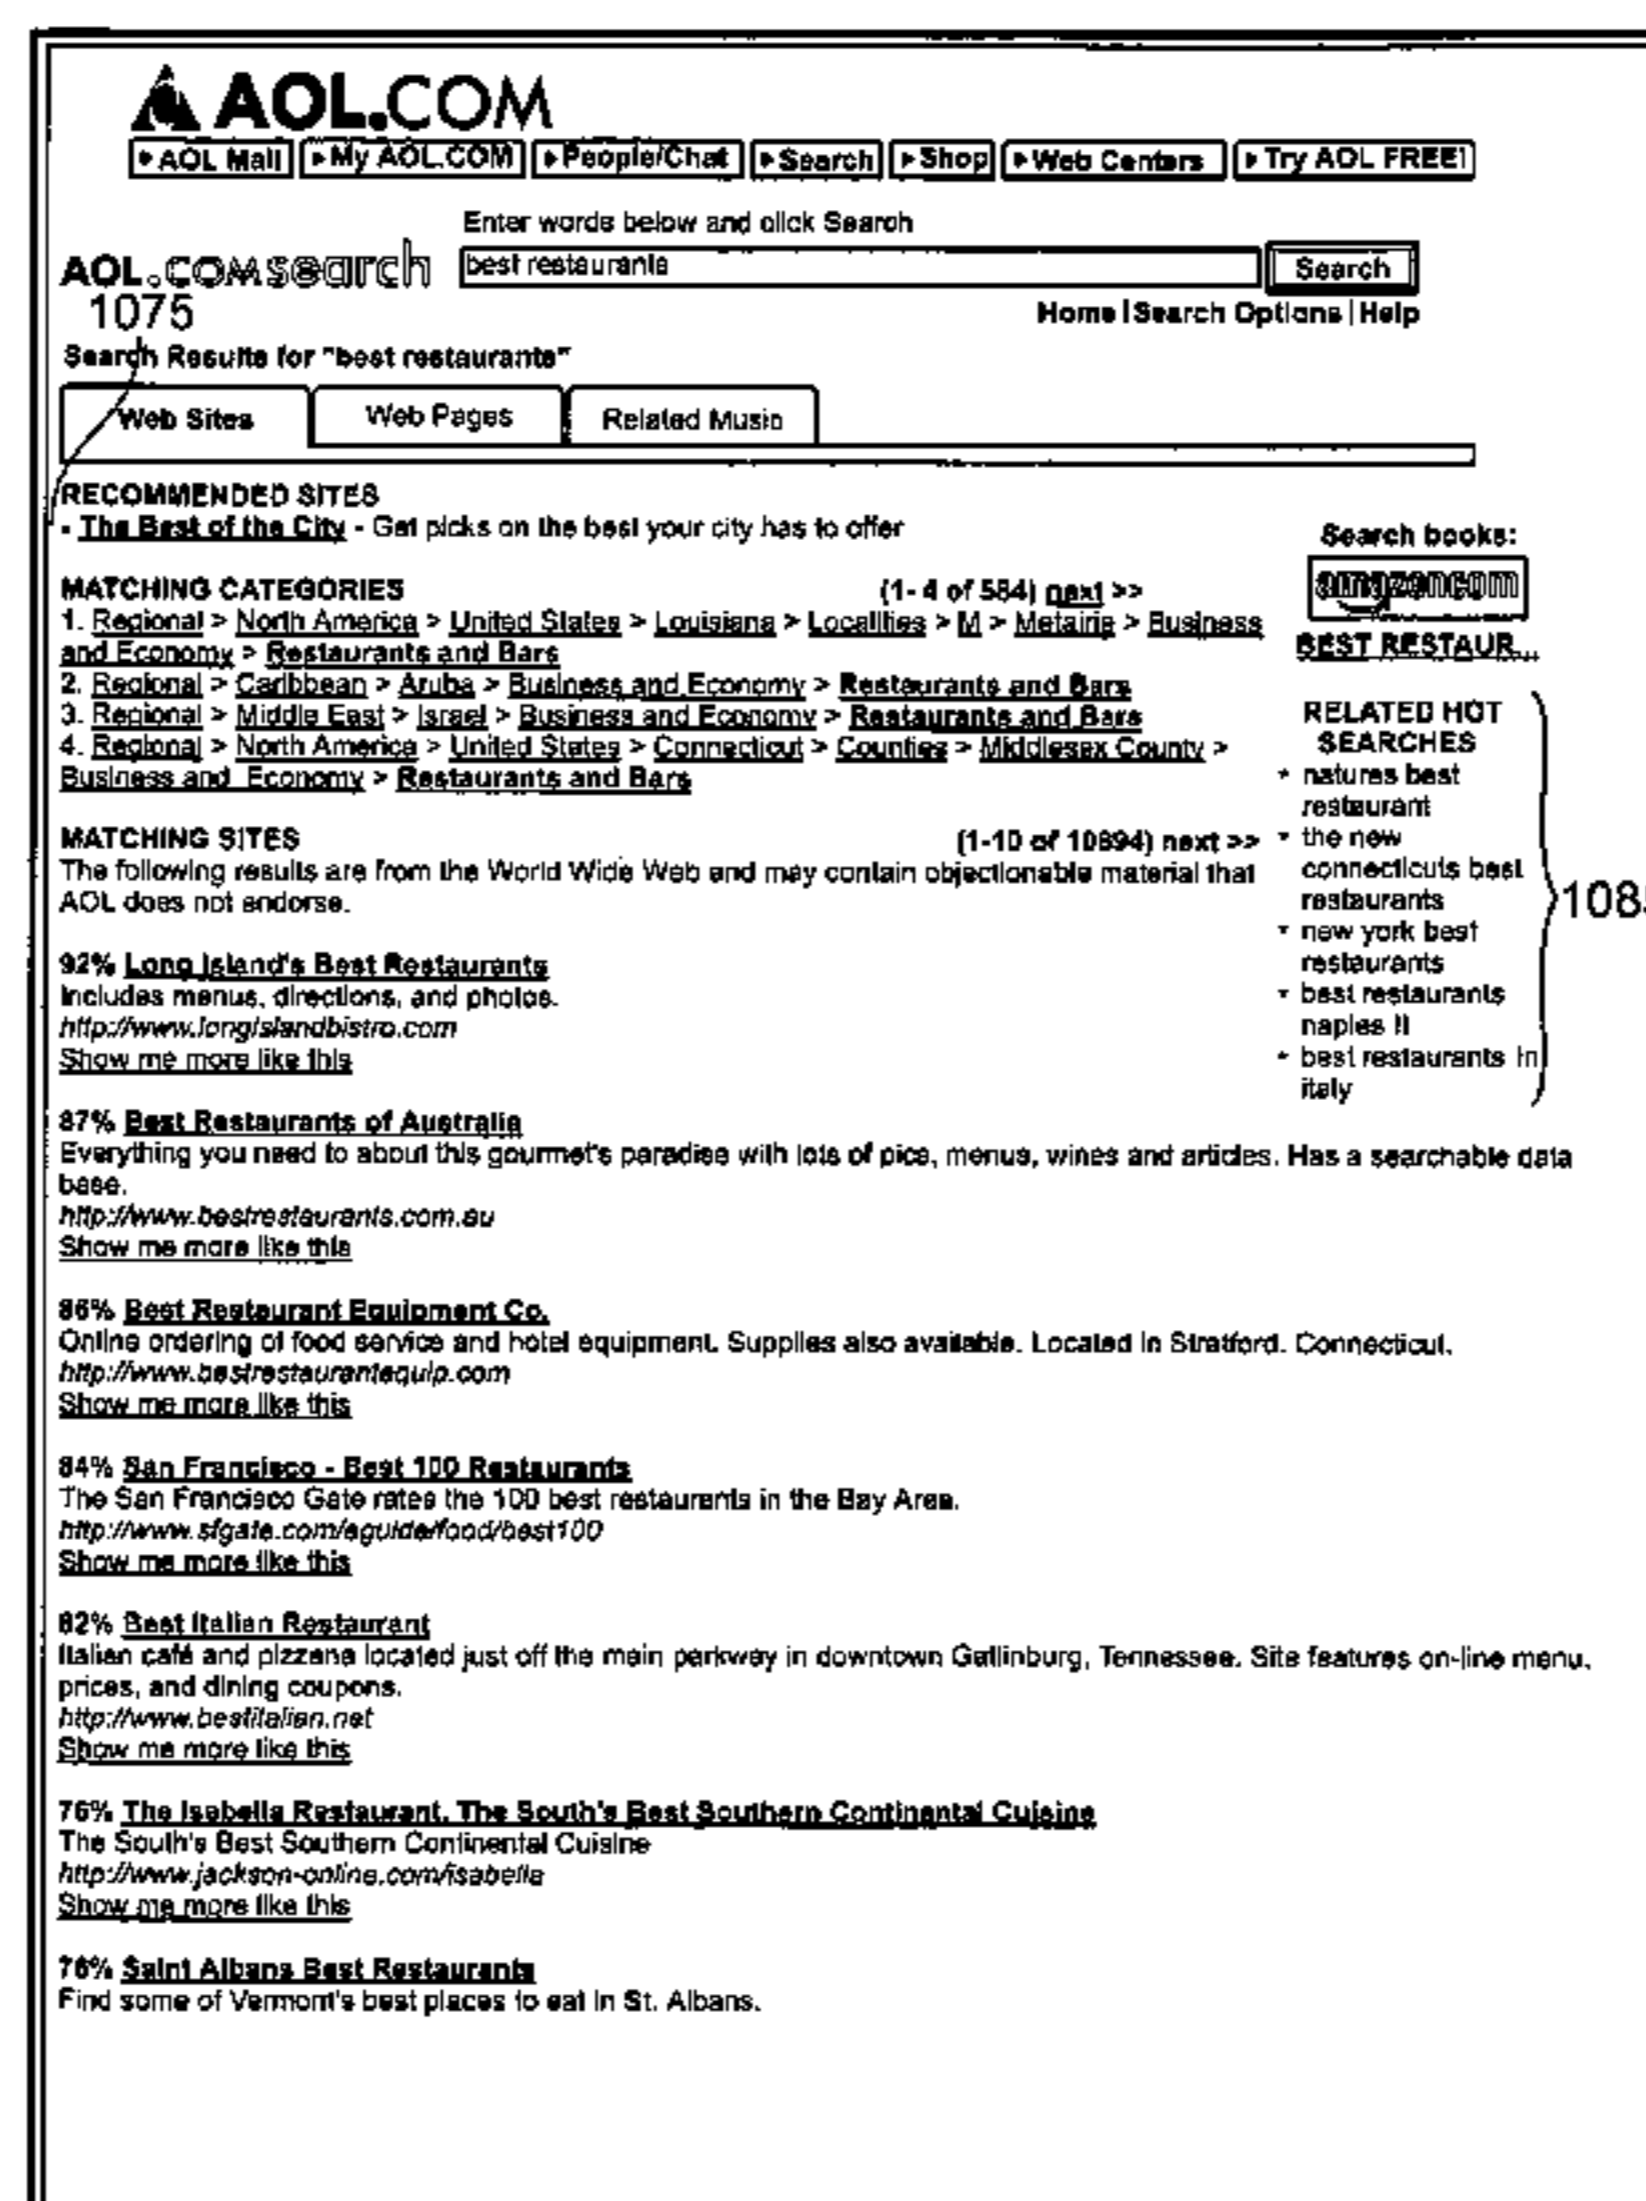 AOL.COM
AOL Mall My AOL.COM People/Chat Search Shop Web Centers Try AOL FREE!
Enter words below and click Search
AOL.COM search best restaurants Search
1075
Home | Search Options | Help
Search Results for "best restaurants"
Web Sites Web Pages Related Music
RECOMMENDED SITES
- The Best of the City - Get picks on the best your city has to offer
Search books:
amazon.com
BEST RESTAUR...
MATCHING CATEGORIES (1- 4 of 584) next >>
1. Regional > North America > United States > Louisiana > Localities > M > Metairie > Business
and Economy > Restaurants and Bars
2. Regional > Caribbean > Aruba > Business and Economy > Restaurants and Bars
3. Regional > Middle East > Israel > Business and Economy > Restaurants and Bars
4. Regional > North America > United States > Connecticut > Counties > Middlesex County >
Business and Economy > Restaurants and Bars
RELATED HOT
SEARCHES
* natures best
restaurant
* the new
connecticuts best
restaurants
* new york best
restaurants
* best restaurants
naples fl
* best restaurants in
italy
1085
MATCHING SITES (1-10 of 10894) next >>
The following results are from the World Wide Web and may contain objectionable material that
AOL does not endorse.
92% Long Island's Best Restaurants
Includes menus, directions, and photos.
http://www.longislandbistro.com
Show me more like this
87% Best Restaurants of Australia
Everything you need to about this gourmet's paradise with lots of pics, menus, wines and articles. Has a searchable data
base.
http://www.bestrestaurants.com.au
Show me more like this
86% Best Restaurant Equipment Co.
Online ordering of food service and hotel equipment. Supplies also available. Located in Stratford. Connecticut.
http://www.bestrestaurantequip.com
Show me more like this
84% San Francisco - Best 100 Restaurants
The San Francisco Gate rates the 100 best restaurants in the Bay Area.
http://www.sfgate.com/eguide/food/best100
Show me more like this
82% Best Italian Restaurant
Italian café and pizzeria located just off the main parkway in downtown Gatlinburg, Tennessee. Site features on-line menu,
prices, and dining coupons.
http://www.bestitalian.net
Show me more like this
76% The Isabella Restaurant, The South's Best Southern Continental Cuisine
The South's Best Southern Continental Cuisine
http://www.jackson-online.com/isabella
Show me more like this
76% Saint Albans Best Restaurants
Find some of Vermont's best places to eat in St. Albans.